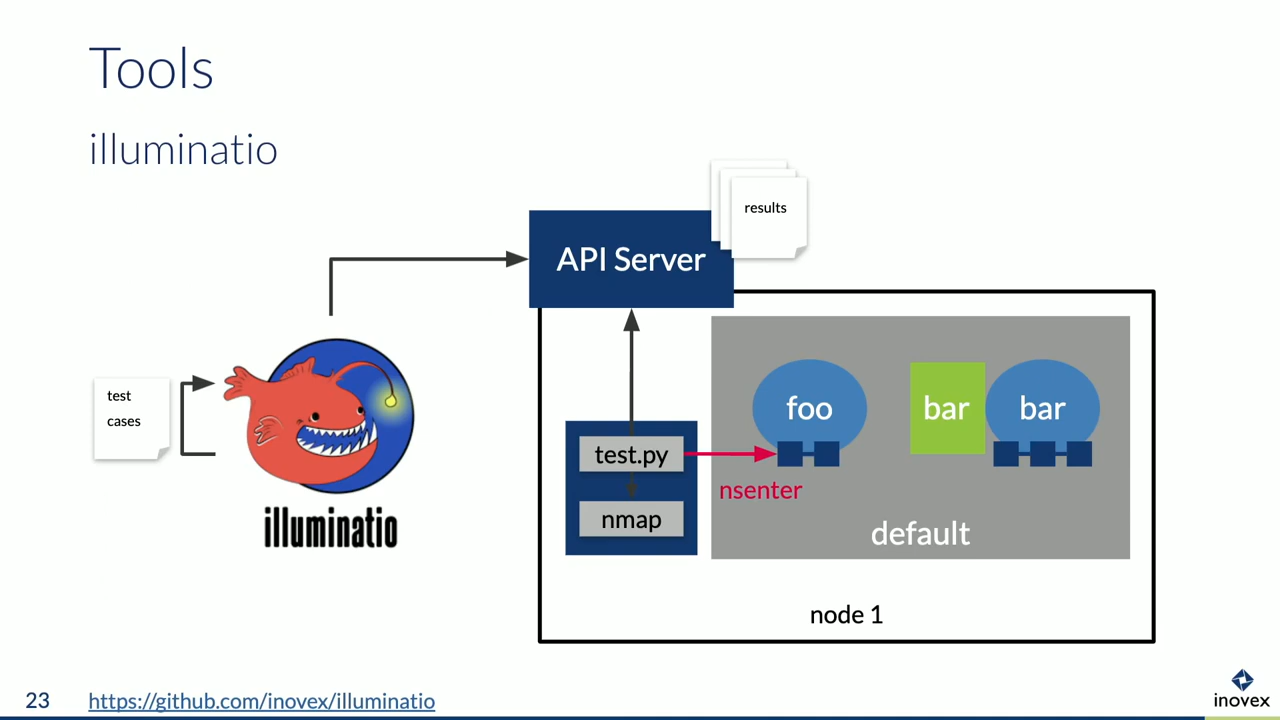 Tools
illuminatio
results
API Server
test
cases
foo
bar
bar
test.py
nsenter
nmap
default
illuminatio
node 1
23
https://github.com/inovex/illuminatio
inovex